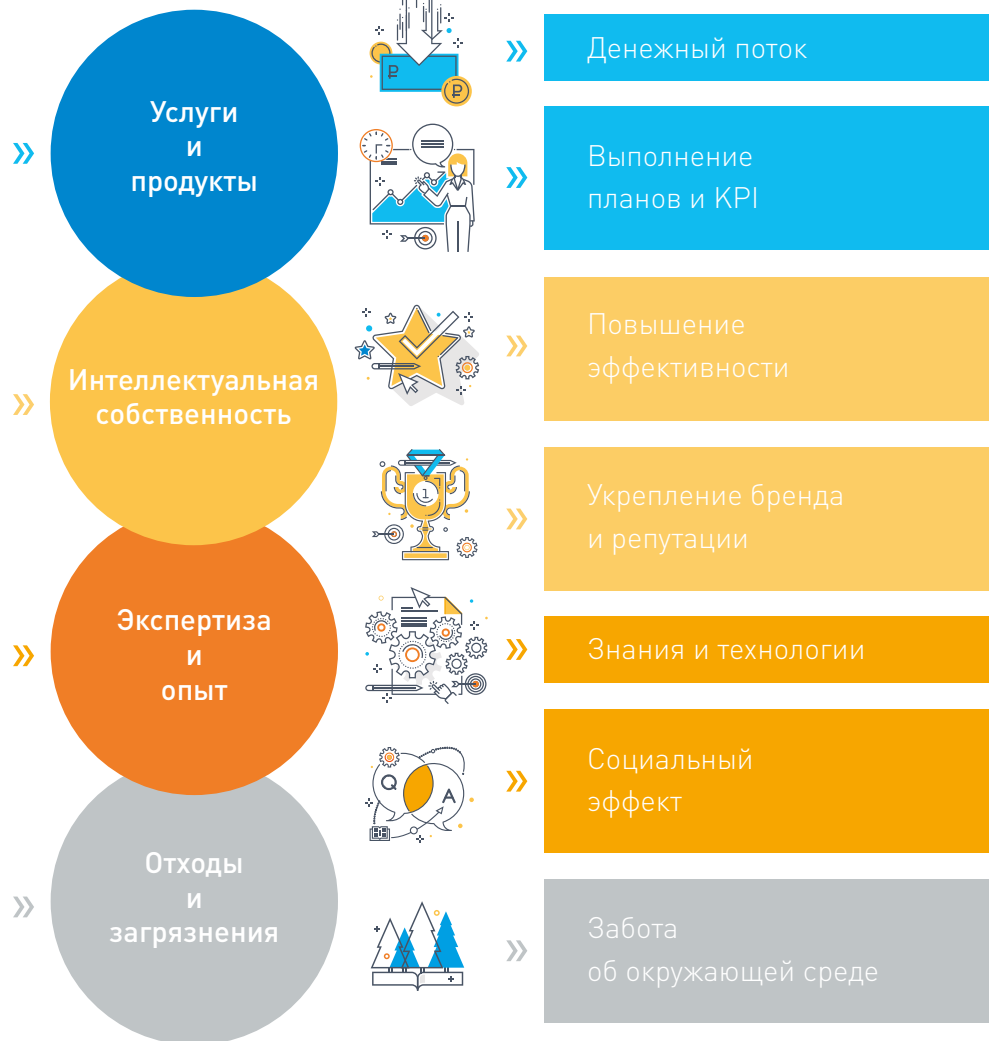 Услуги
и
продукты
Интеллектуальная
собственность
Экспертиза
и
опыт
Отходы
и
загрязнения
₽
₽
1
Q
A
Денежный поток
Выполнение
планов и KPI
Повышение
эффективности
Укрепление бренда
и репутации
Знания и технологии
Социальный
эффект
Забота
об окружающей среде